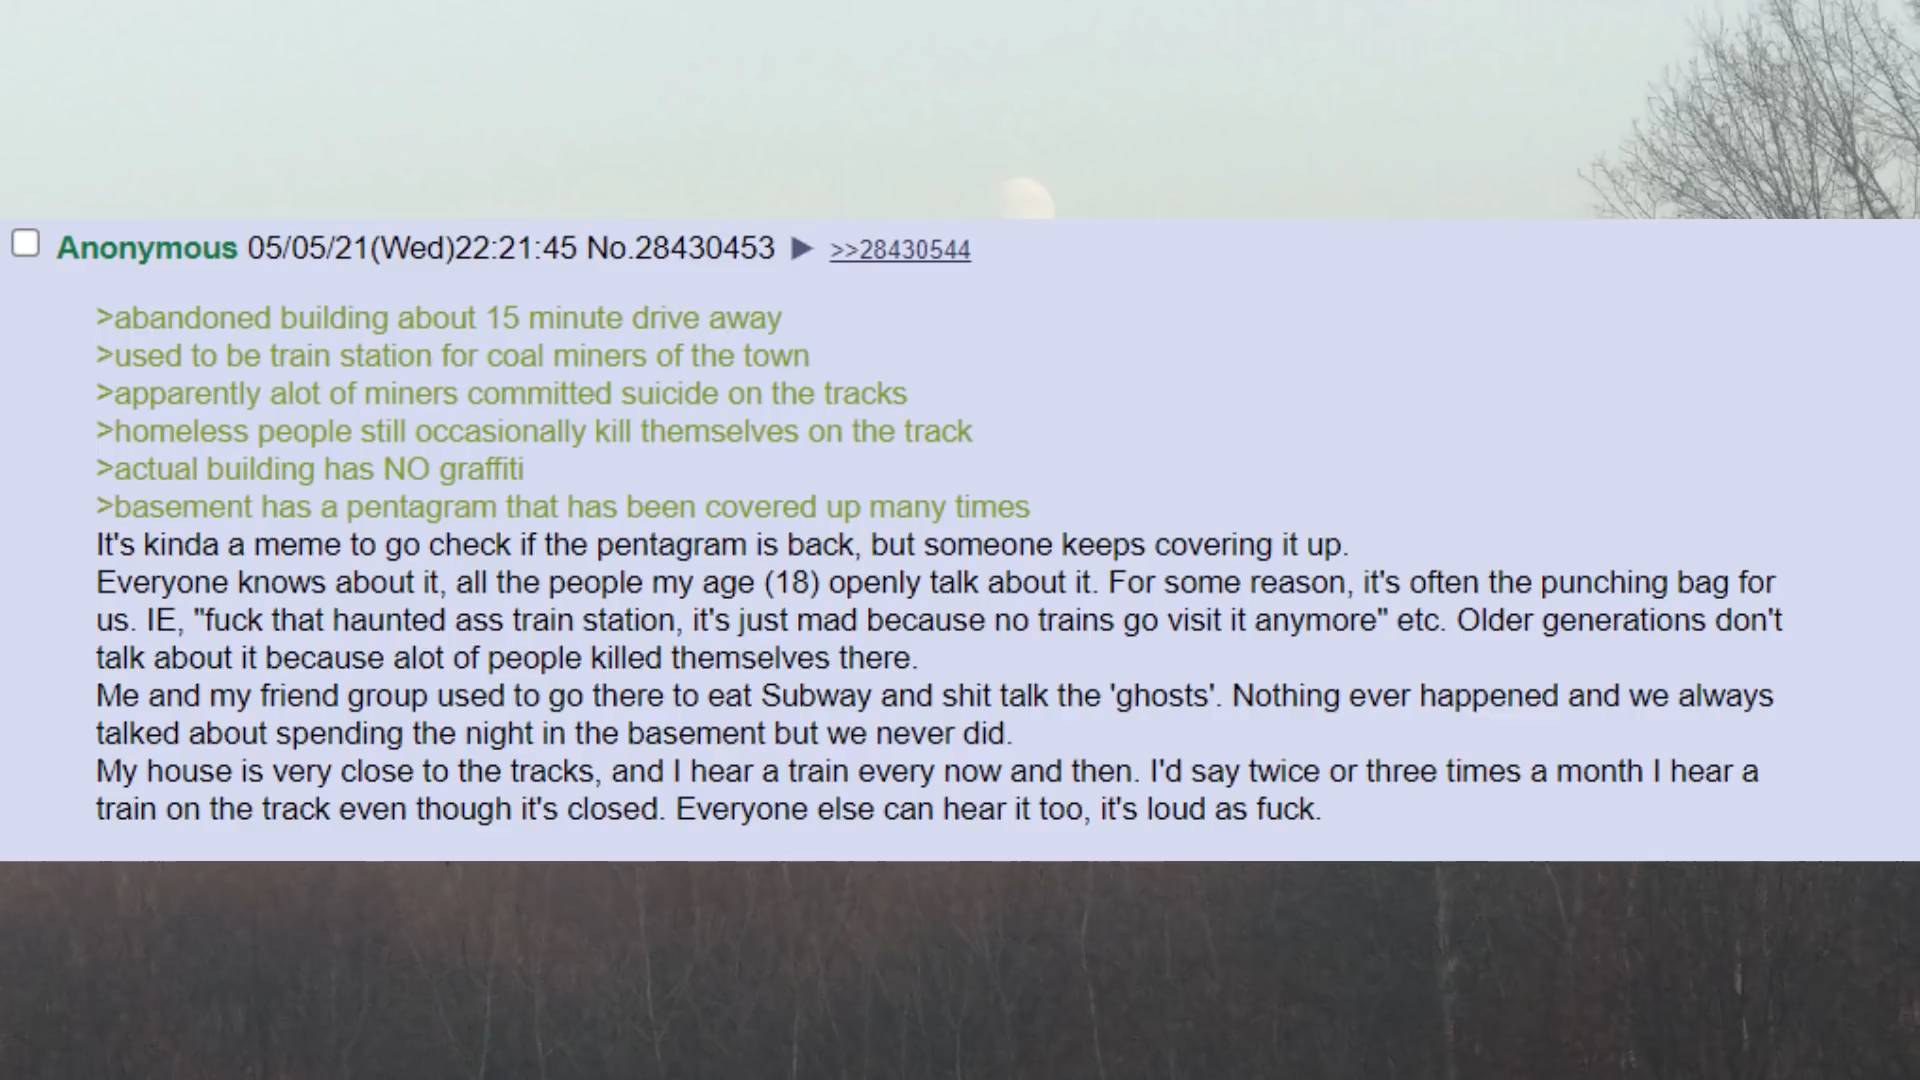 Anonymous 05/05/21(Wed)22:21:45 No.28430453 ▶ >>28430544
>abandoned building about 15 minute drive away
>used to be train station for coal miners of the town
>apparently alot of miners committed suicide on the tracks
>homeless people still occasionally kill themselves on the track
>actual building has NO graffiti
>basement has a pentagram that has been covered up many times
It's kinda a meme to go check if the pentagram is back, but someone keeps covering it up.
Everyone knows about it, all the people my age (18) openly talk about it. For some reason, it's often the punching bag for
us. IE, "fuck that haunted ass train station, it's just mad because no trains go visit it anymore" etc. Older generations don't
talk about it because alot of people killed themselves there.
Me and my friend group used to go there to eat Subway and shit talk the 'ghosts'. Nothing ever happened and we always
talked about spending the night in the basement but we never did.
My house is very close to the tracks, and I hear a train every now and then. I'd say twice or three times a month I hear a
train on the track even though it's closed. Everyone else can hear it too, it's loud as fuck.